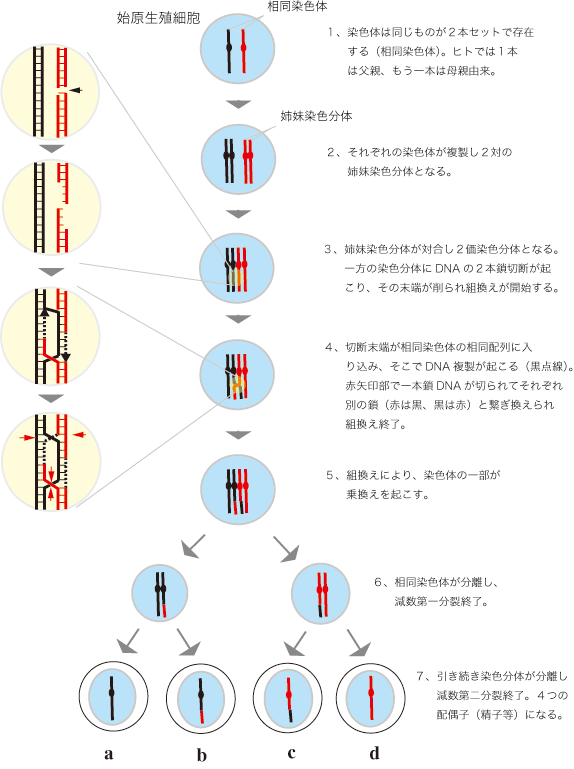 始原生殖細胞
相同染色体
1、染色体は同じものが2本セットで存在
する（相同染色体）。ヒトでは1本
は父親、もう一本は母親由来。
姉妹染色分体
2、それぞれの染色体が複製し2対の
姉妹染色分体となる。
3、姉妹染色分体が対合し2価染色分体となる。
一方の染色分体にDNAの2本鎖切断が起
こり、その末端が削られ組換えが開始する。
4、切断末端が相同染色体の相同配列に入
り込み、そこでDNA複製が起こる（黒点線）。
赤矢印部で一本鎖DNAが切られてそれぞれ
別の鎖（赤は黒、黒は赤）と繋ぎ換えられ
組換え終了。
5、組換えにより、染色体の一部が
乗換えを起こす。
6、相同染色体が分離し、
減数第一分裂終了。
7、引き続き染色分体が分離し
減数第二分裂終了。4つの
配偶子（精子等）になる。
a b c d